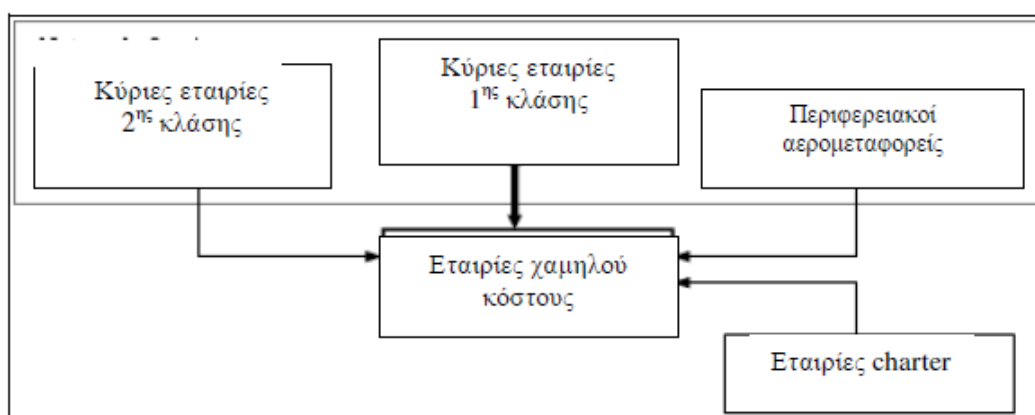 Κύριες εταιρίες
2ης κλάσης
Κύριες εταιρίες
1ης κλάσης
Περιφερειακοί
αερομεταφορείς
Εταιρίες χαμηλού
κόστους
Εταιρίες charter